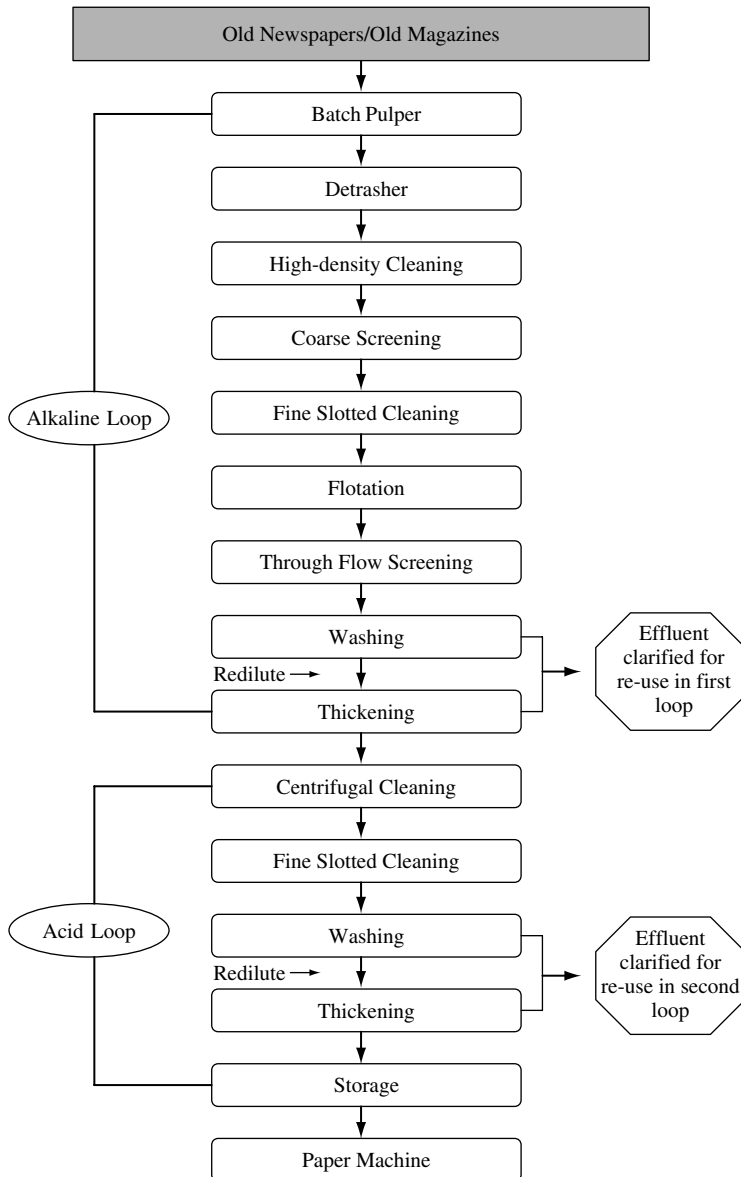 Old Newspapers/Old Magazines
Batch Pulper
Detrasher
High-density Cleaning
Coarse Screening
Alkaline Loop
Fine Slotted Cleaning
Flotation
Through Flow Screening
Washing
Redilute
Thickening
Effluent
clarified for
re-use in first
loop
Centrifugal Cleaning
Fine Slotted Cleaning
Acid Loop
Washing
Redilute
Thickening
Effluent
clarified for
re-use in second
loop
Storage
Paper Machine